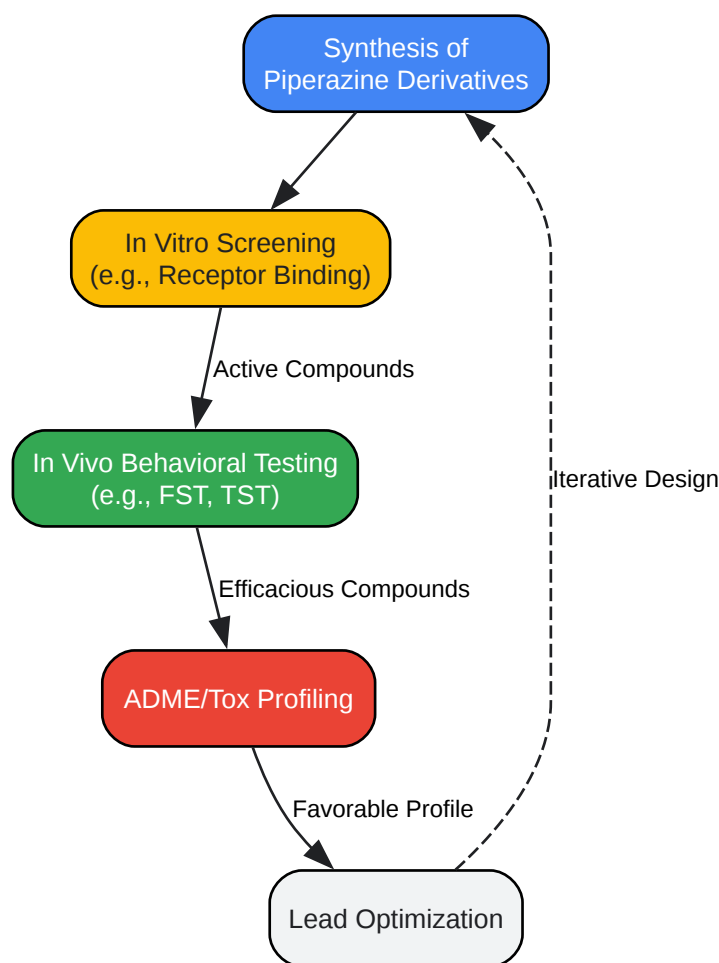 Synthesis of
Piperazine Derivatives
In Vitro Screening
(e.g., Receptor Binding)
Active Compounds
In Vivo Behavioral Testing
(e.g., FST, TST)
Iterative Design
Efficacious Compounds
ADME/Tox Profiling
Favorable Profile
Lead Optimization